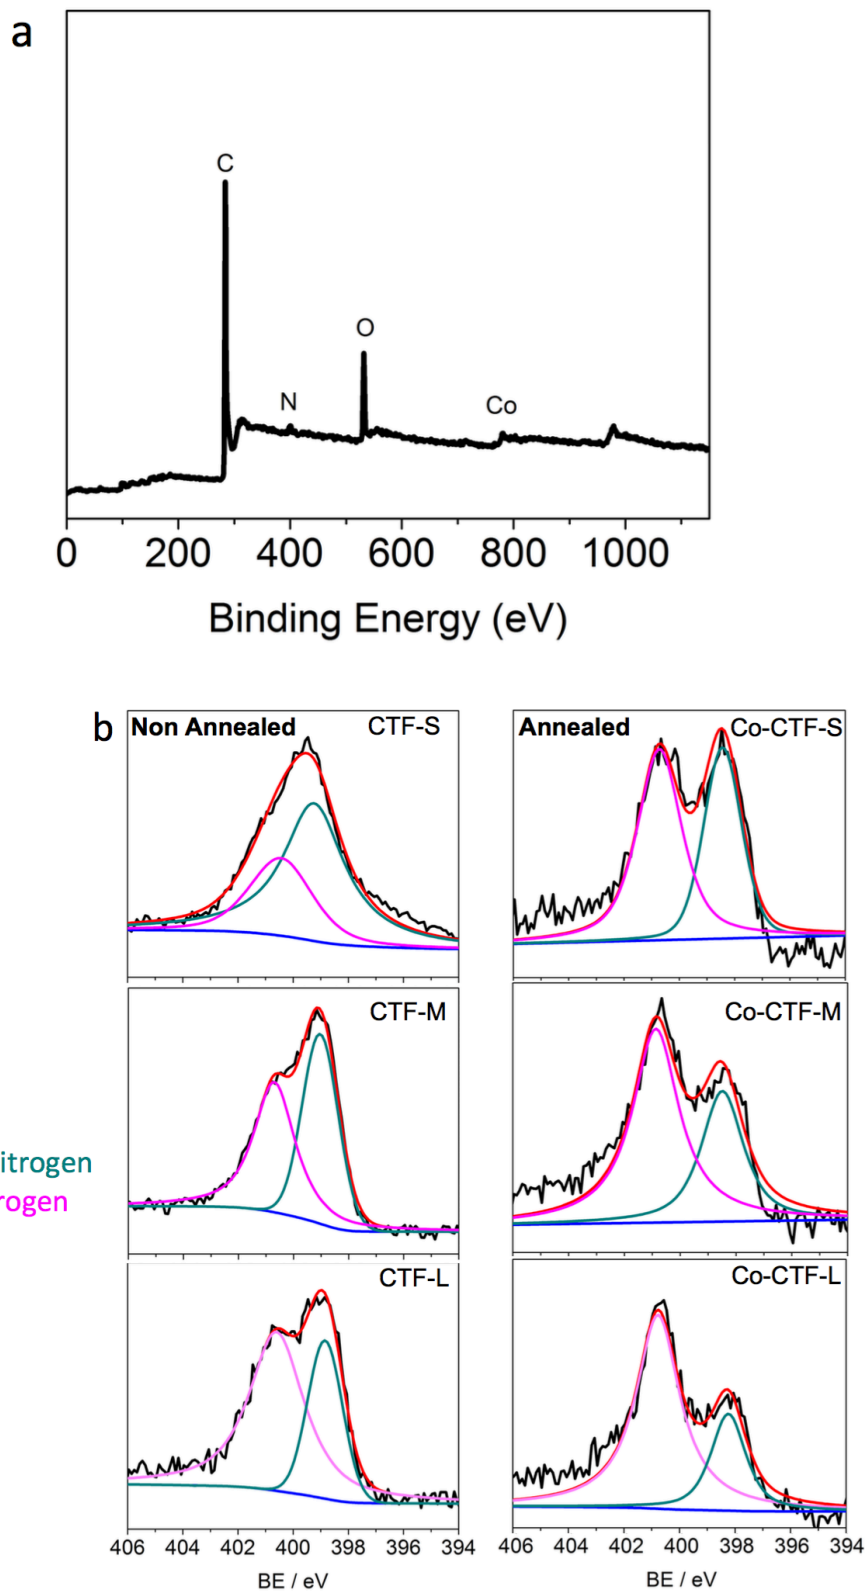 a
C
O
N
Co
0 200 400 600 800 1000
Binding Energy (eV)
b
Non Annealed CTF-S
Annealed Co-CTF-S
CTF-M
Co-CTF-M
itrogen
rogen
CTF-L
Co-CTF-L
406 404 402 400 398 396 394
406 404 402 400 398 396 394
BE / eV
BE / eV